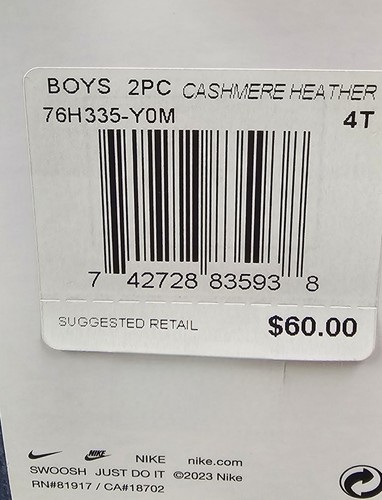 BOYS 2PC CASHMERE HEATHER
76H335-Y0M
4T
7 42728 83593 8
SUGGESTED RETAIL $60.00
NIKE NIKE nike.com
SWOOSH JUST DO IT ©2023 Nike
RN#81917 / CA#18702